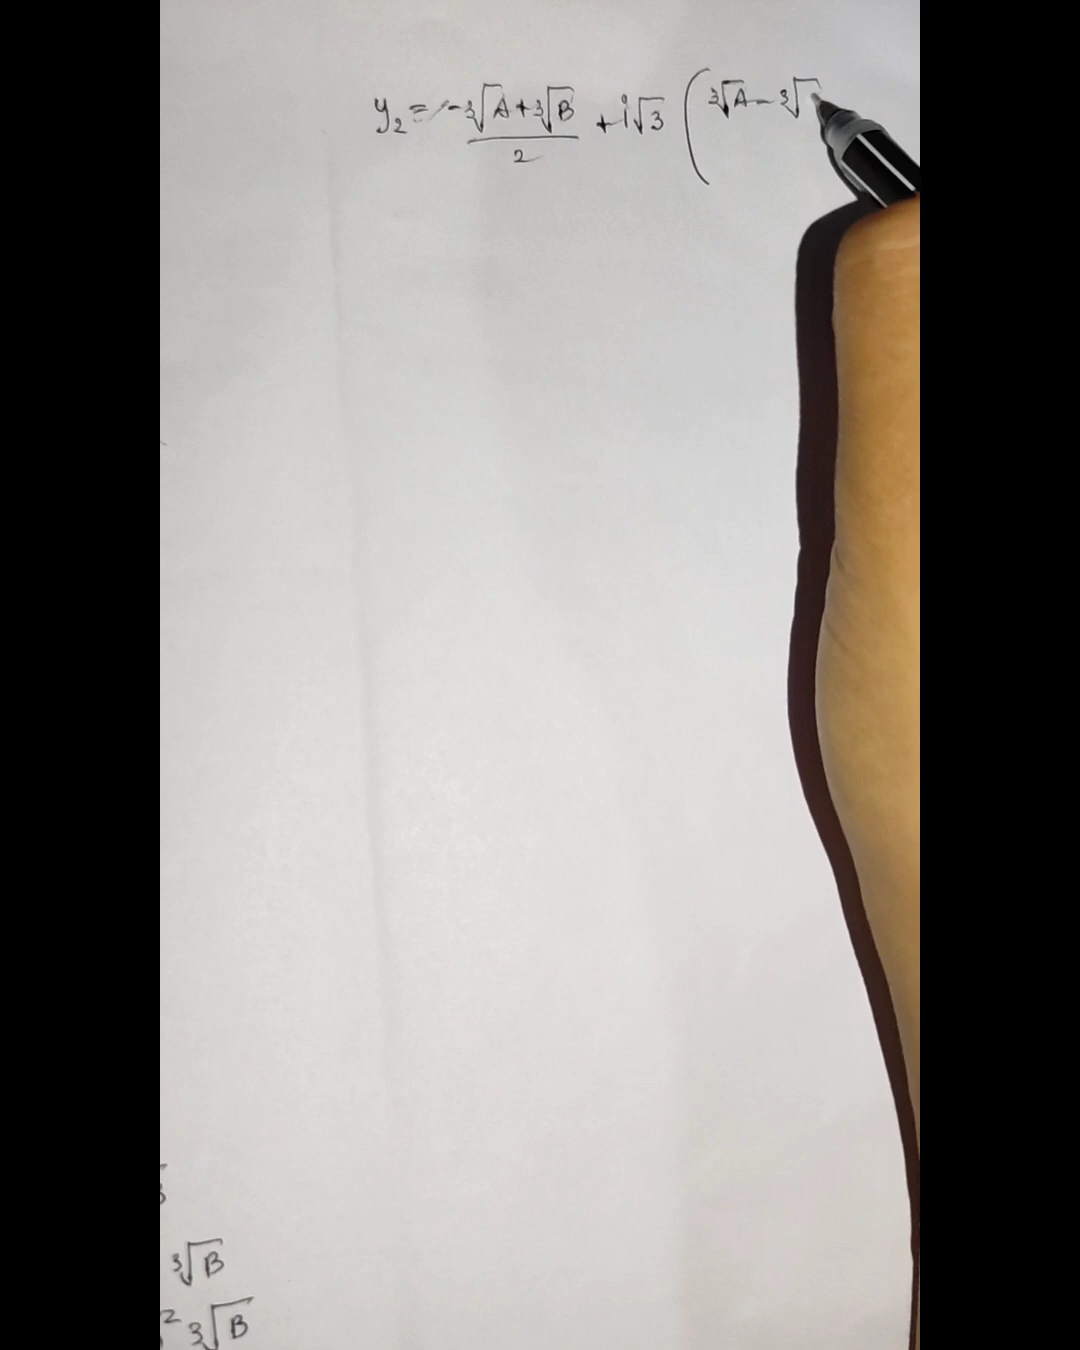 y₂ = -∛A + ∛B / 2 + i√3 (∛A - ∛
∛B
² ∛B